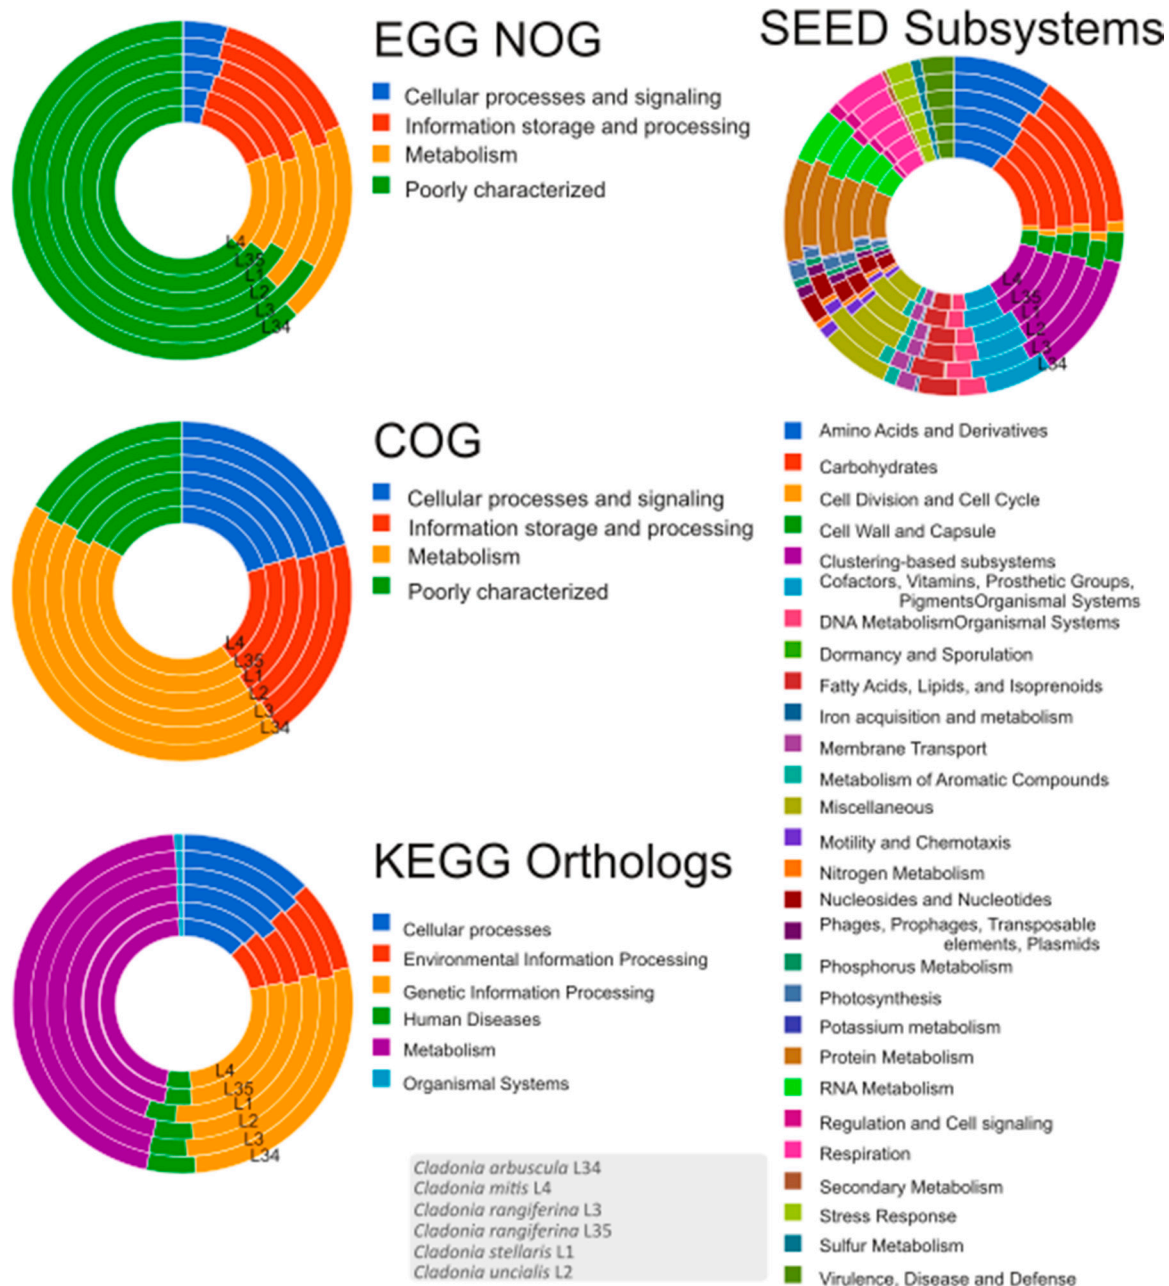 EGG NOG
Cellular processes and signaling
Information storage and processing
Metabolism
Poorly characterized
L4
L35
L1
L2
L3
L34
SEED Subsystems
L4
L35
L1
L2
L3
L34
COG
Cellular processes and signaling
Information storage and processing
Metabolism
Poorly characterized
L4
L35
L1
L2
L3
L34
KEGG Orthologs
Cellular processes
Environmental Information Processing
Genetic Information Processing
Human Diseases
Metabolism
Organismal Systems
L4
L35
L1
L2
L3
L34
Cladonia arbuscula L34
Cladonia mitis L4
Cladonia rangiferina L3
Cladonia rangiferina L35
Cladonia stellaris L1
Cladonia uncialis L2
Amino Acids and Derivatives
Carbohydrates
Cell Division and Cell Cycle
Cell Wall and Capsule
Clustering-based subsystems
Cofactors, Vitamins, Prosthetic Groups,
PigmentsOrganismal Systems
DNA MetabolismOrganismal Systems
Dormancy and Sporulation
Fatty Acids, Lipids, and Isoprenoids
Iron acquisition and metabolism
Membrane Transport
Metabolism of Aromatic Compounds
Miscellaneous
Motility and Chemotaxis
Nitrogen Metabolism
Nucleosides and Nucleotides
Phages, Prophages, Transposable
elements, Plasmids
Phosphorus Metabolism
Photosynthesis
Potassium metabolism
Protein Metabolism
RNA Metabolism
Regulation and Cell signaling
Respiration
Secondary Metabolism
Stress Response
Sulfur Metabolism
Virulence, Disease and Defense